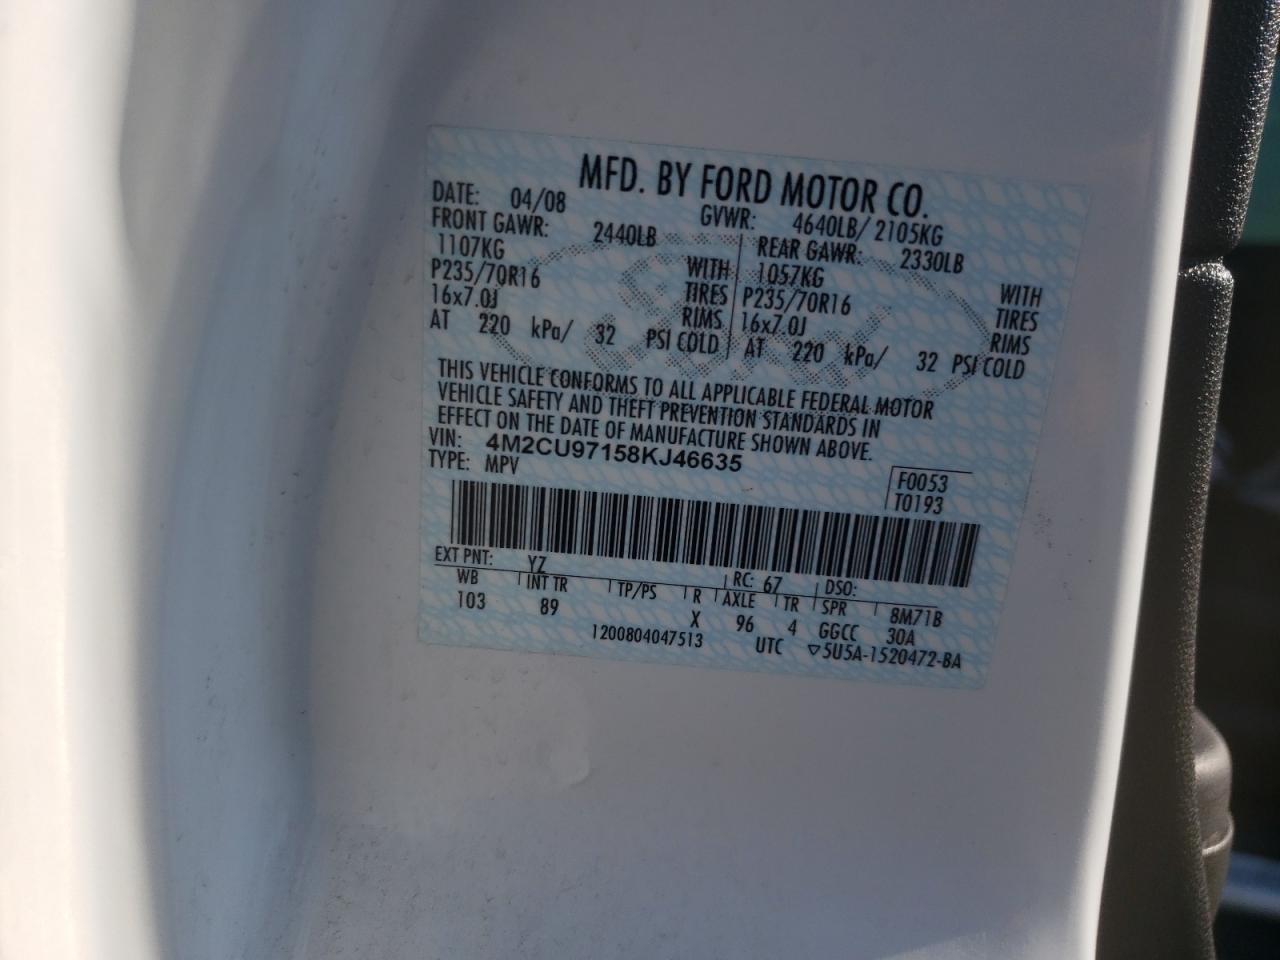 MFD. BY FORD MOTOR CO.
DATE: 04/08 GVWR: 4640LB/ 2105KG
FRONT GAWR: 2440LB REAR GAWR: 2330LB
1107KG WITH 1057KG WITH
P235/70R16 TIRES P235/70R16 TIRES
16x7.0J RIMS 16x7.0J RIMS
AT 220 kPa/ 32 PSI COLD AT 220 kPa/ 32 PSI COLD
THIS VEHICLE CONFORMS TO ALL APPLICABLE FEDERAL MOTOR
VEHICLE SAFETY AND THEFT PREVENTION STANDARDS IN
EFFECT ON THE DATE OF MANUFACTURE SHOWN ABOVE.
VIN: 4M2CU97158KJ46635
TYPE: MPV
F0053
T0193
EXT PNT: YZ RC: 67 DSO:
WB INT TR TP/PS R AXLE TR SPR 8M71B
103 89 X 96 4 GGCC 30A
1200804047513 UTC ▽5U5A-1520472-BA